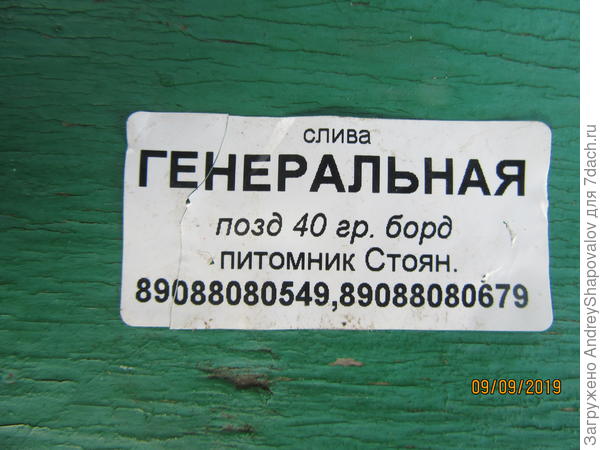 слива
ГЕНЕРАЛЬНАЯ
позд 40 гр. борд
питомник Стоян.
89088080549,89088080679
09/09/2019
Загружено AndreyShapovalov для 7dach.ru